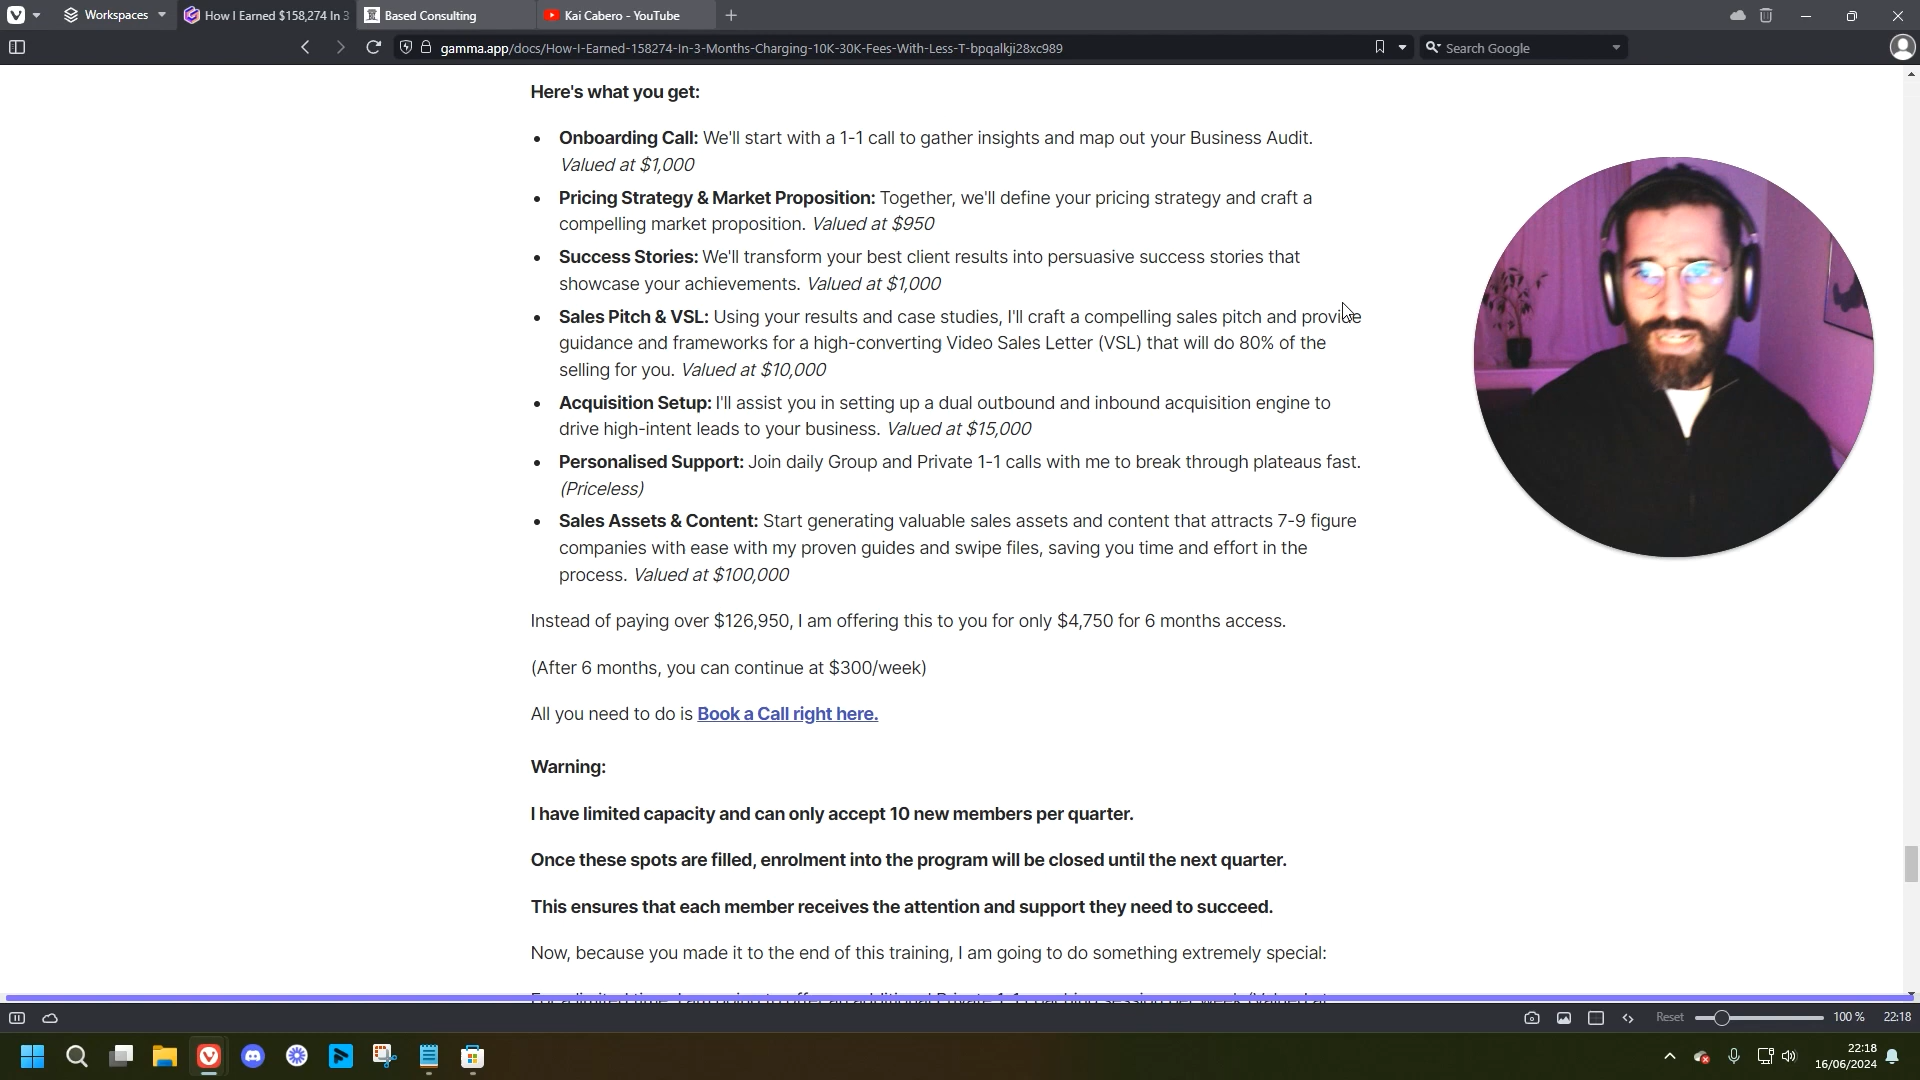 Workspaces
How I Earned $158,274 In 3
Based Consulting
Kai Cabero - YouTube
gamma.app/docs/How-I-Earned-158274-In-3-Months-Charging-10K-30K-Fees-With-Less-T-bpqalkji28xc989
Search Google
Here's what you get:
Onboarding Call: We'll start with a 1-1 call to gather insights and map out your Business Audit.
Valued at $1,000
Pricing Strategy & Market Proposition: Together, we'll define your pricing strategy and craft a
compelling market proposition. Valued at $950
Success Stories: We'll transform your best client results into persuasive success stories that
showcase your achievements. Valued at $1,000
Sales Pitch & VSL: Using your results and case studies, I'll craft a compelling sales pitch and provide
guidance and frameworks for a high-converting Video Sales Letter (VSL) that will do 80% of the
selling for you. Valued at $10,000
Acquisition Setup: I'll assist you in setting up a dual outbound and inbound acquisition engine to
drive high-intent leads to your business. Valued at $15,000
Personalised Support: Join daily Group and Private 1-1 calls with me to break through plateaus fast.
(Priceless)
Sales Assets & Content: Start generating valuable sales assets and content that attracts 7-9 figure
companies with ease with my proven guides and swipe files, saving you time and effort in the
process. Valued at $100,000
Instead of paying over $126,950, I am offering this to you for only $4,750 for 6 months access.
(After 6 months, you can continue at $300/week)
All you need to do is Book a Call right here.
Warning:
I have limited capacity and can only accept 10 new members per quarter.
Once these spots are filled, enrolment into the program will be closed until the next quarter.
This ensures that each member receives the attention and support they need to succeed.
Now, because you made it to the end of this training, I am going to do something extremely special:
Reset
100 %
22:18
22:18
16/06/2024